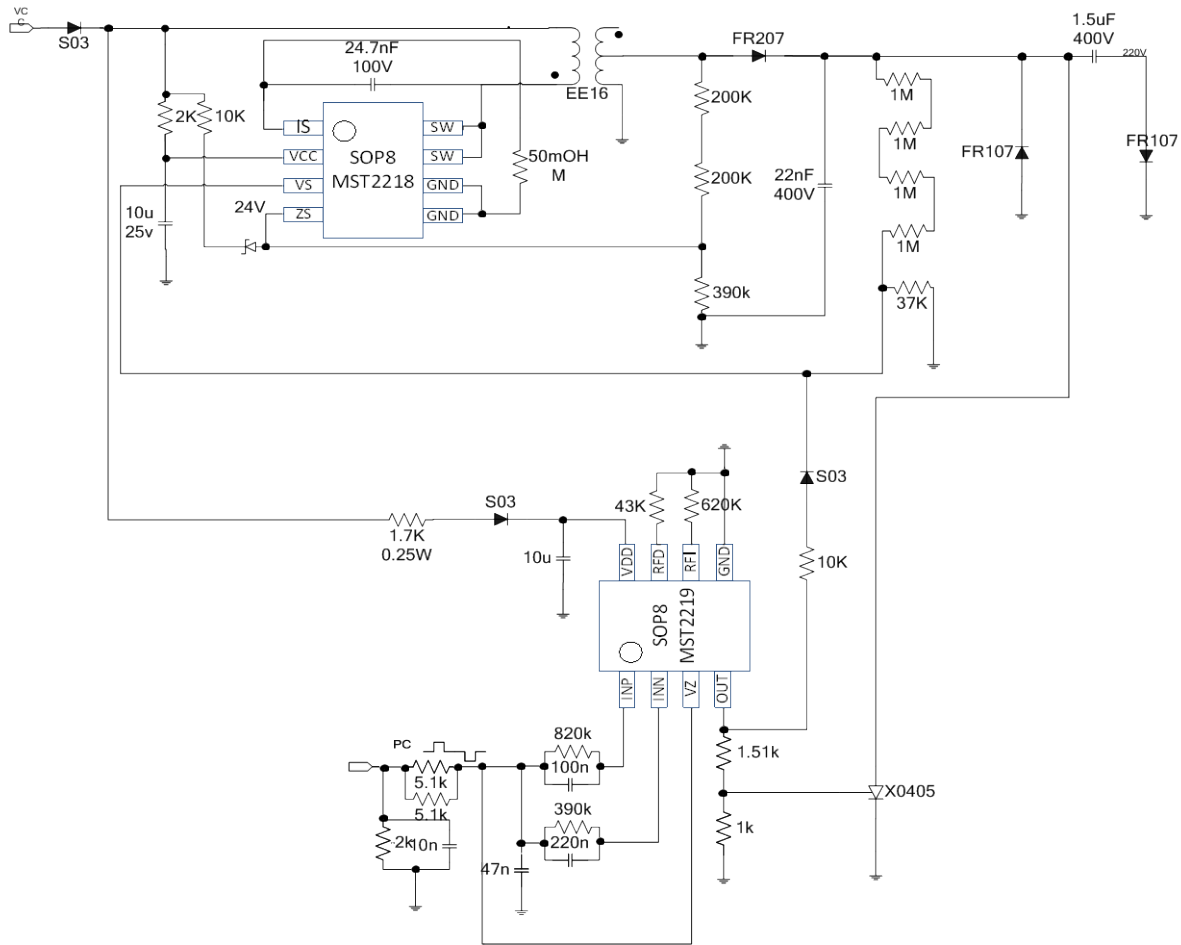 VC
C
S03
24.7nF
100V
EE16
FR207
1.5uF
400V
220V
2K
10K
IS
VCC
VS
ZS
SOP8
MST2218
SW
SW
GND
GND
50mOH
M
200K
200K
390k
22nF
400V
1M
1M
1M
1M
37K
FR107
FR107
10u
25v
24V
1.7K
0.25W
S03
10u
43K
620K
S03
10K
VDD
RFD
RFI
GND
SOP8
MST2219
INP
INN
VZ
OUT
1.51k
1k
X0405
PC
5.1k
5.1k
2k
10n
820k
100n
390k
220n
47n